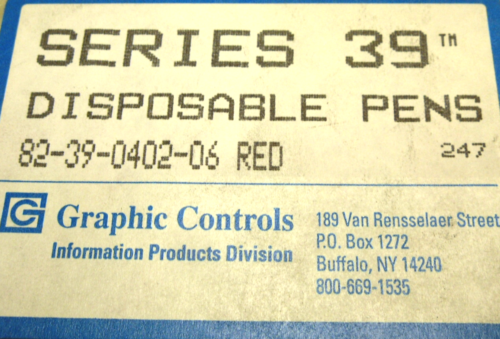 SERIES 39™
DISPOSABLE PENS
82-39-0402-06 RED 247
G Graphic Controls
Information Products Division
189 Van Rensselaer Street
P.O. Box 1272
Buffalo, NY 14240
800-669-1535